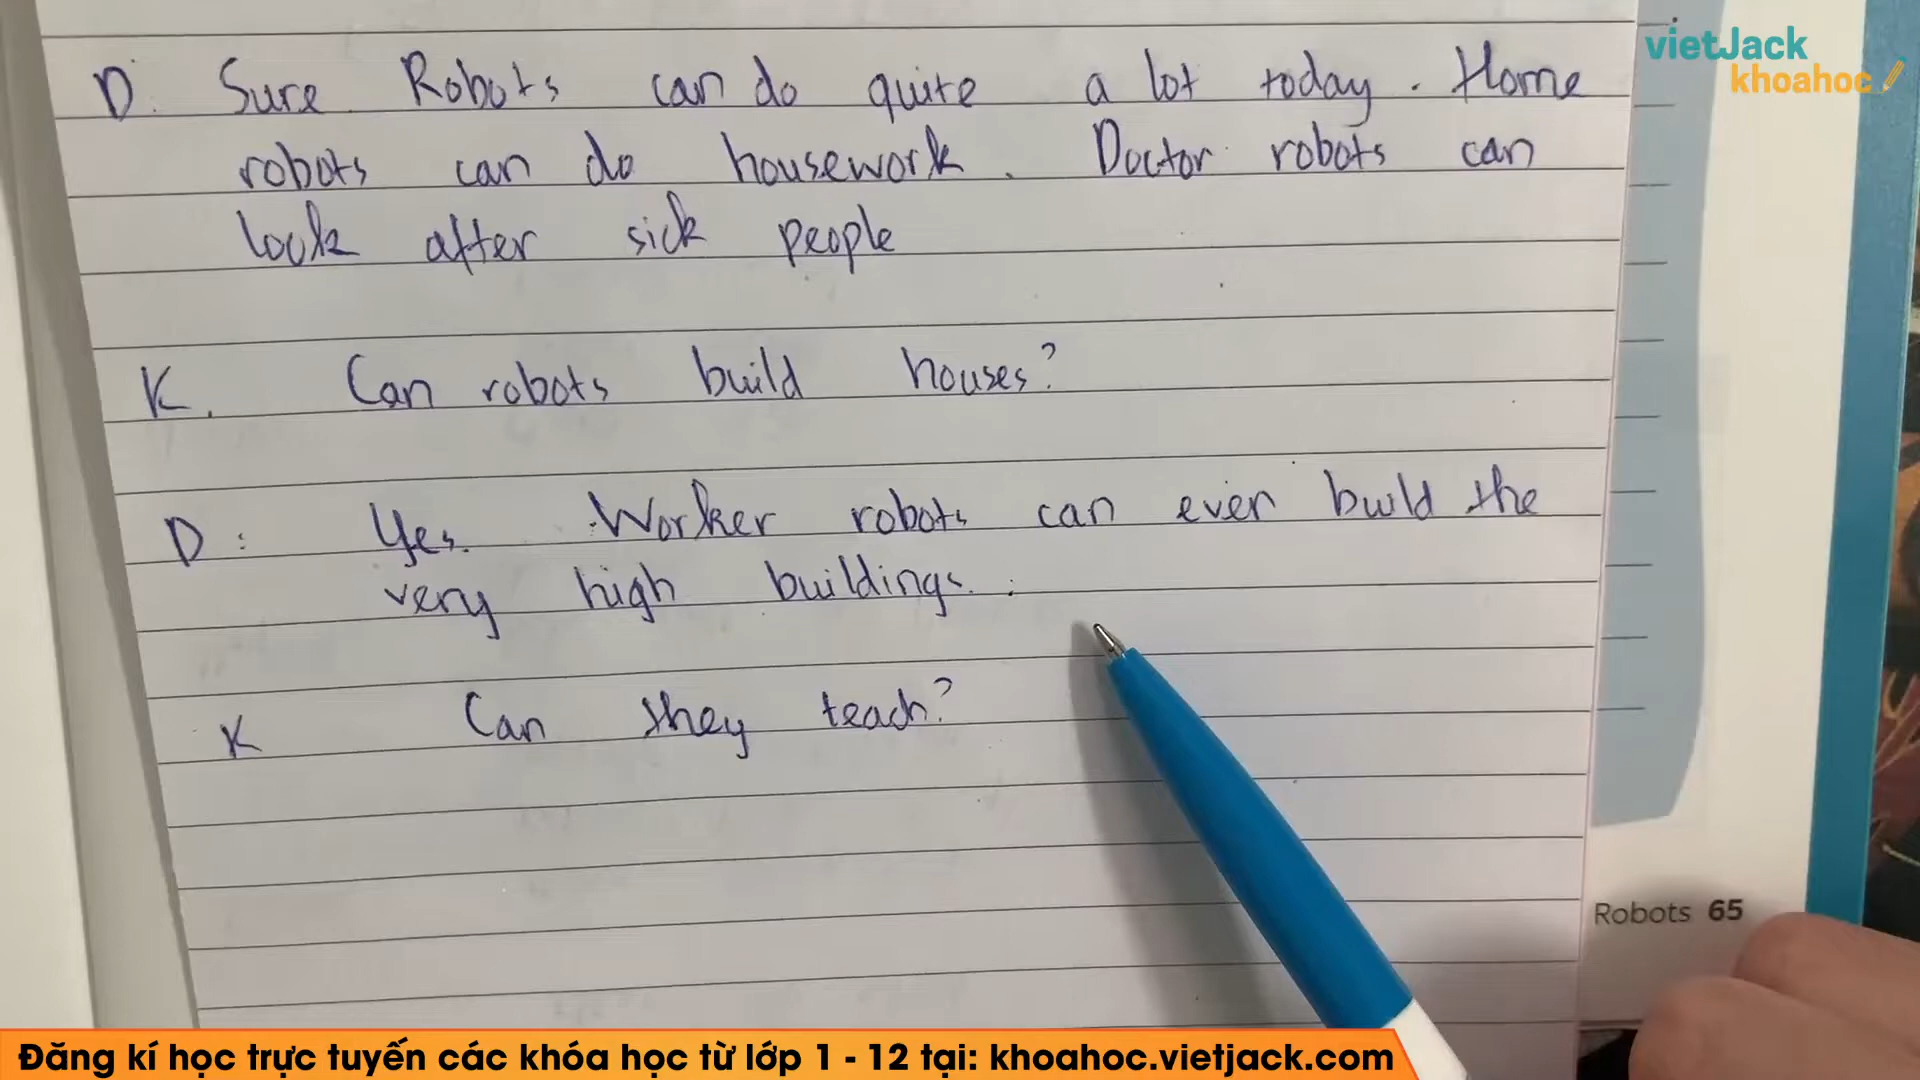 vietJack
khoahoc
D. Sure. Robots can do quite a lot today. Home
robots can do housework. Doctor robots can
look after sick people
K. Can robots build houses?
D: Yes. Worker robots can even build the
very high buildings.
K Can they teach?
Robots 65
Đăng kí học trực tuyến các khóa học từ lớp 1 - 12 tại: khoahoc.vietjack.com